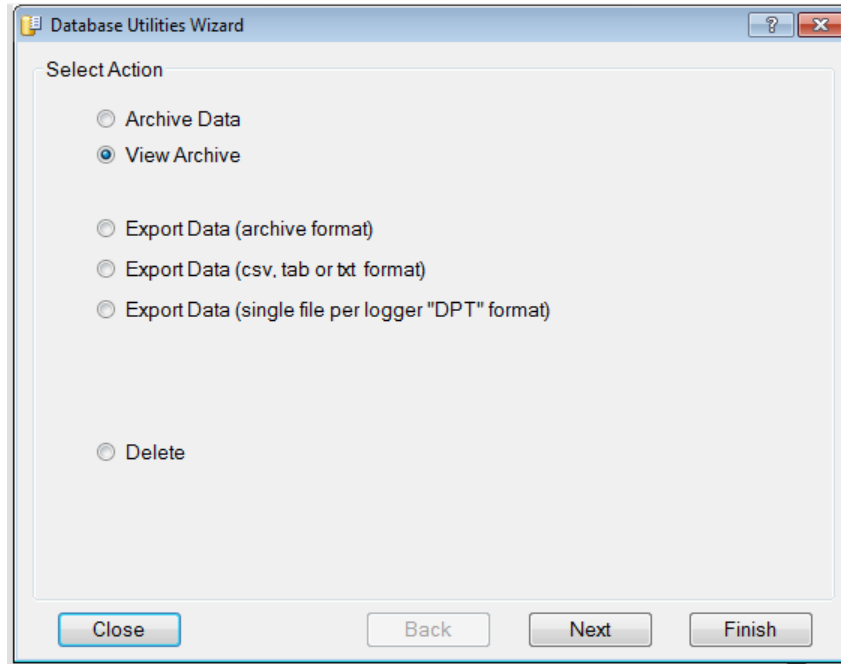 Database Utilities Wizard
?
Select Action
Archive Data
View Archive
Export Data (archive format)
Export Data (csv, tab or txt format)
Export Data (single file per logger "DPT" format)
Delete
Close Back Next Finish